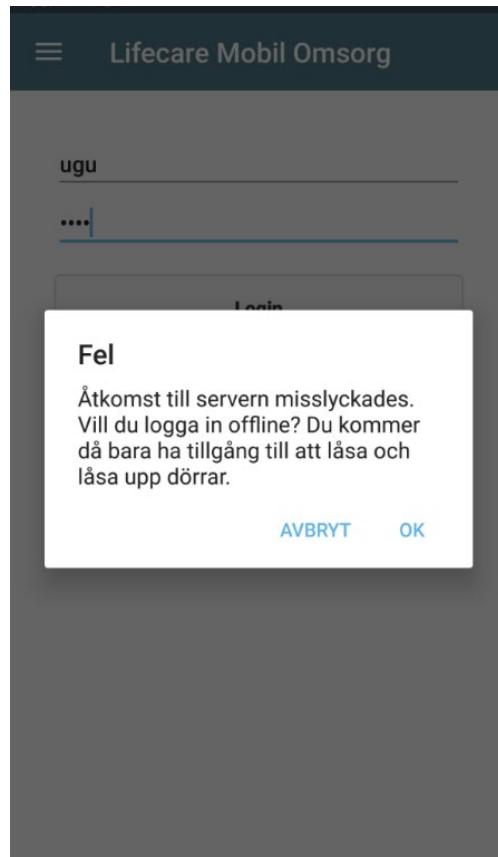 Lifecare Mobil Omsorg
ugu
••••
Login
Fel
Åtkomst till servern misslyckades.
Vill du logga in offline? Du kommer
då bara ha tillgång till att låsa och
låsa upp dörrar.
AVBRYT OK